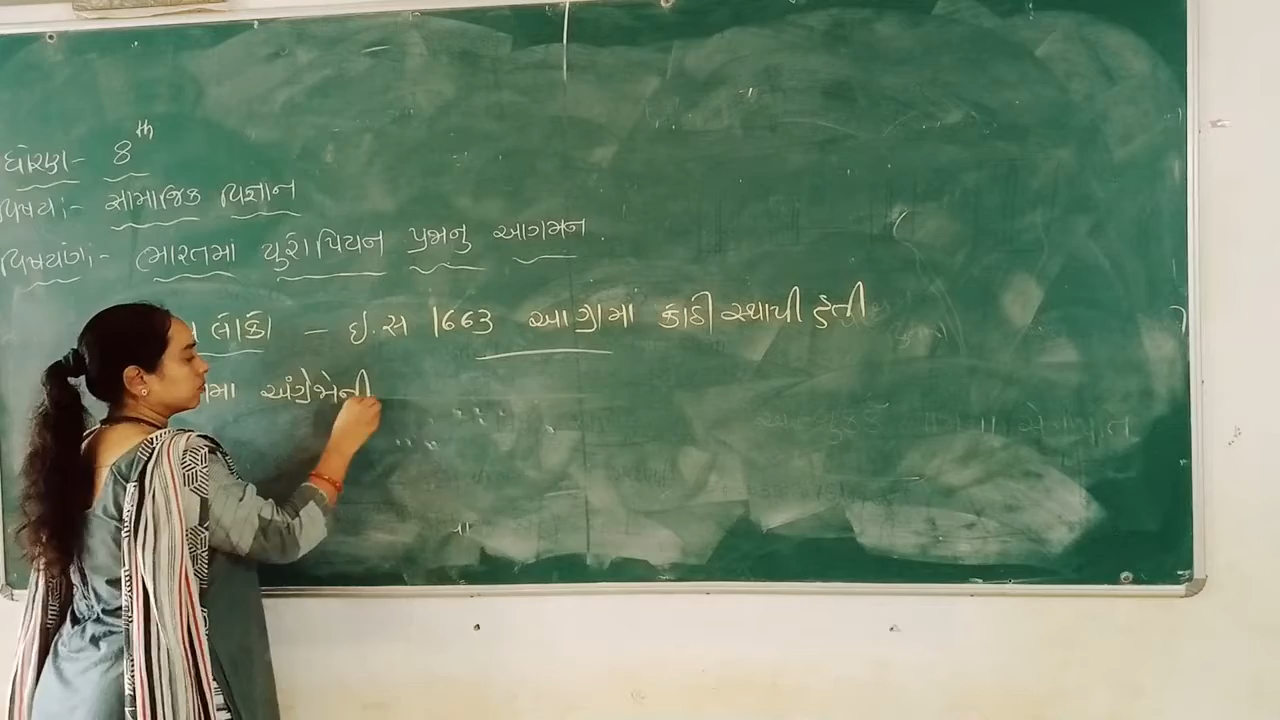 ધોરણ- 8th
વિષય:- સામાજિક વિજ્ઞાન
વિષયાંગ:- ભારતમાં યુરોપિયન પ્રજાનુ આગમન.
લોકો - ઇ.સ 1663 આગ્રામા કોઠી સ્થાપી હતી
મા અંગ્રેજોની